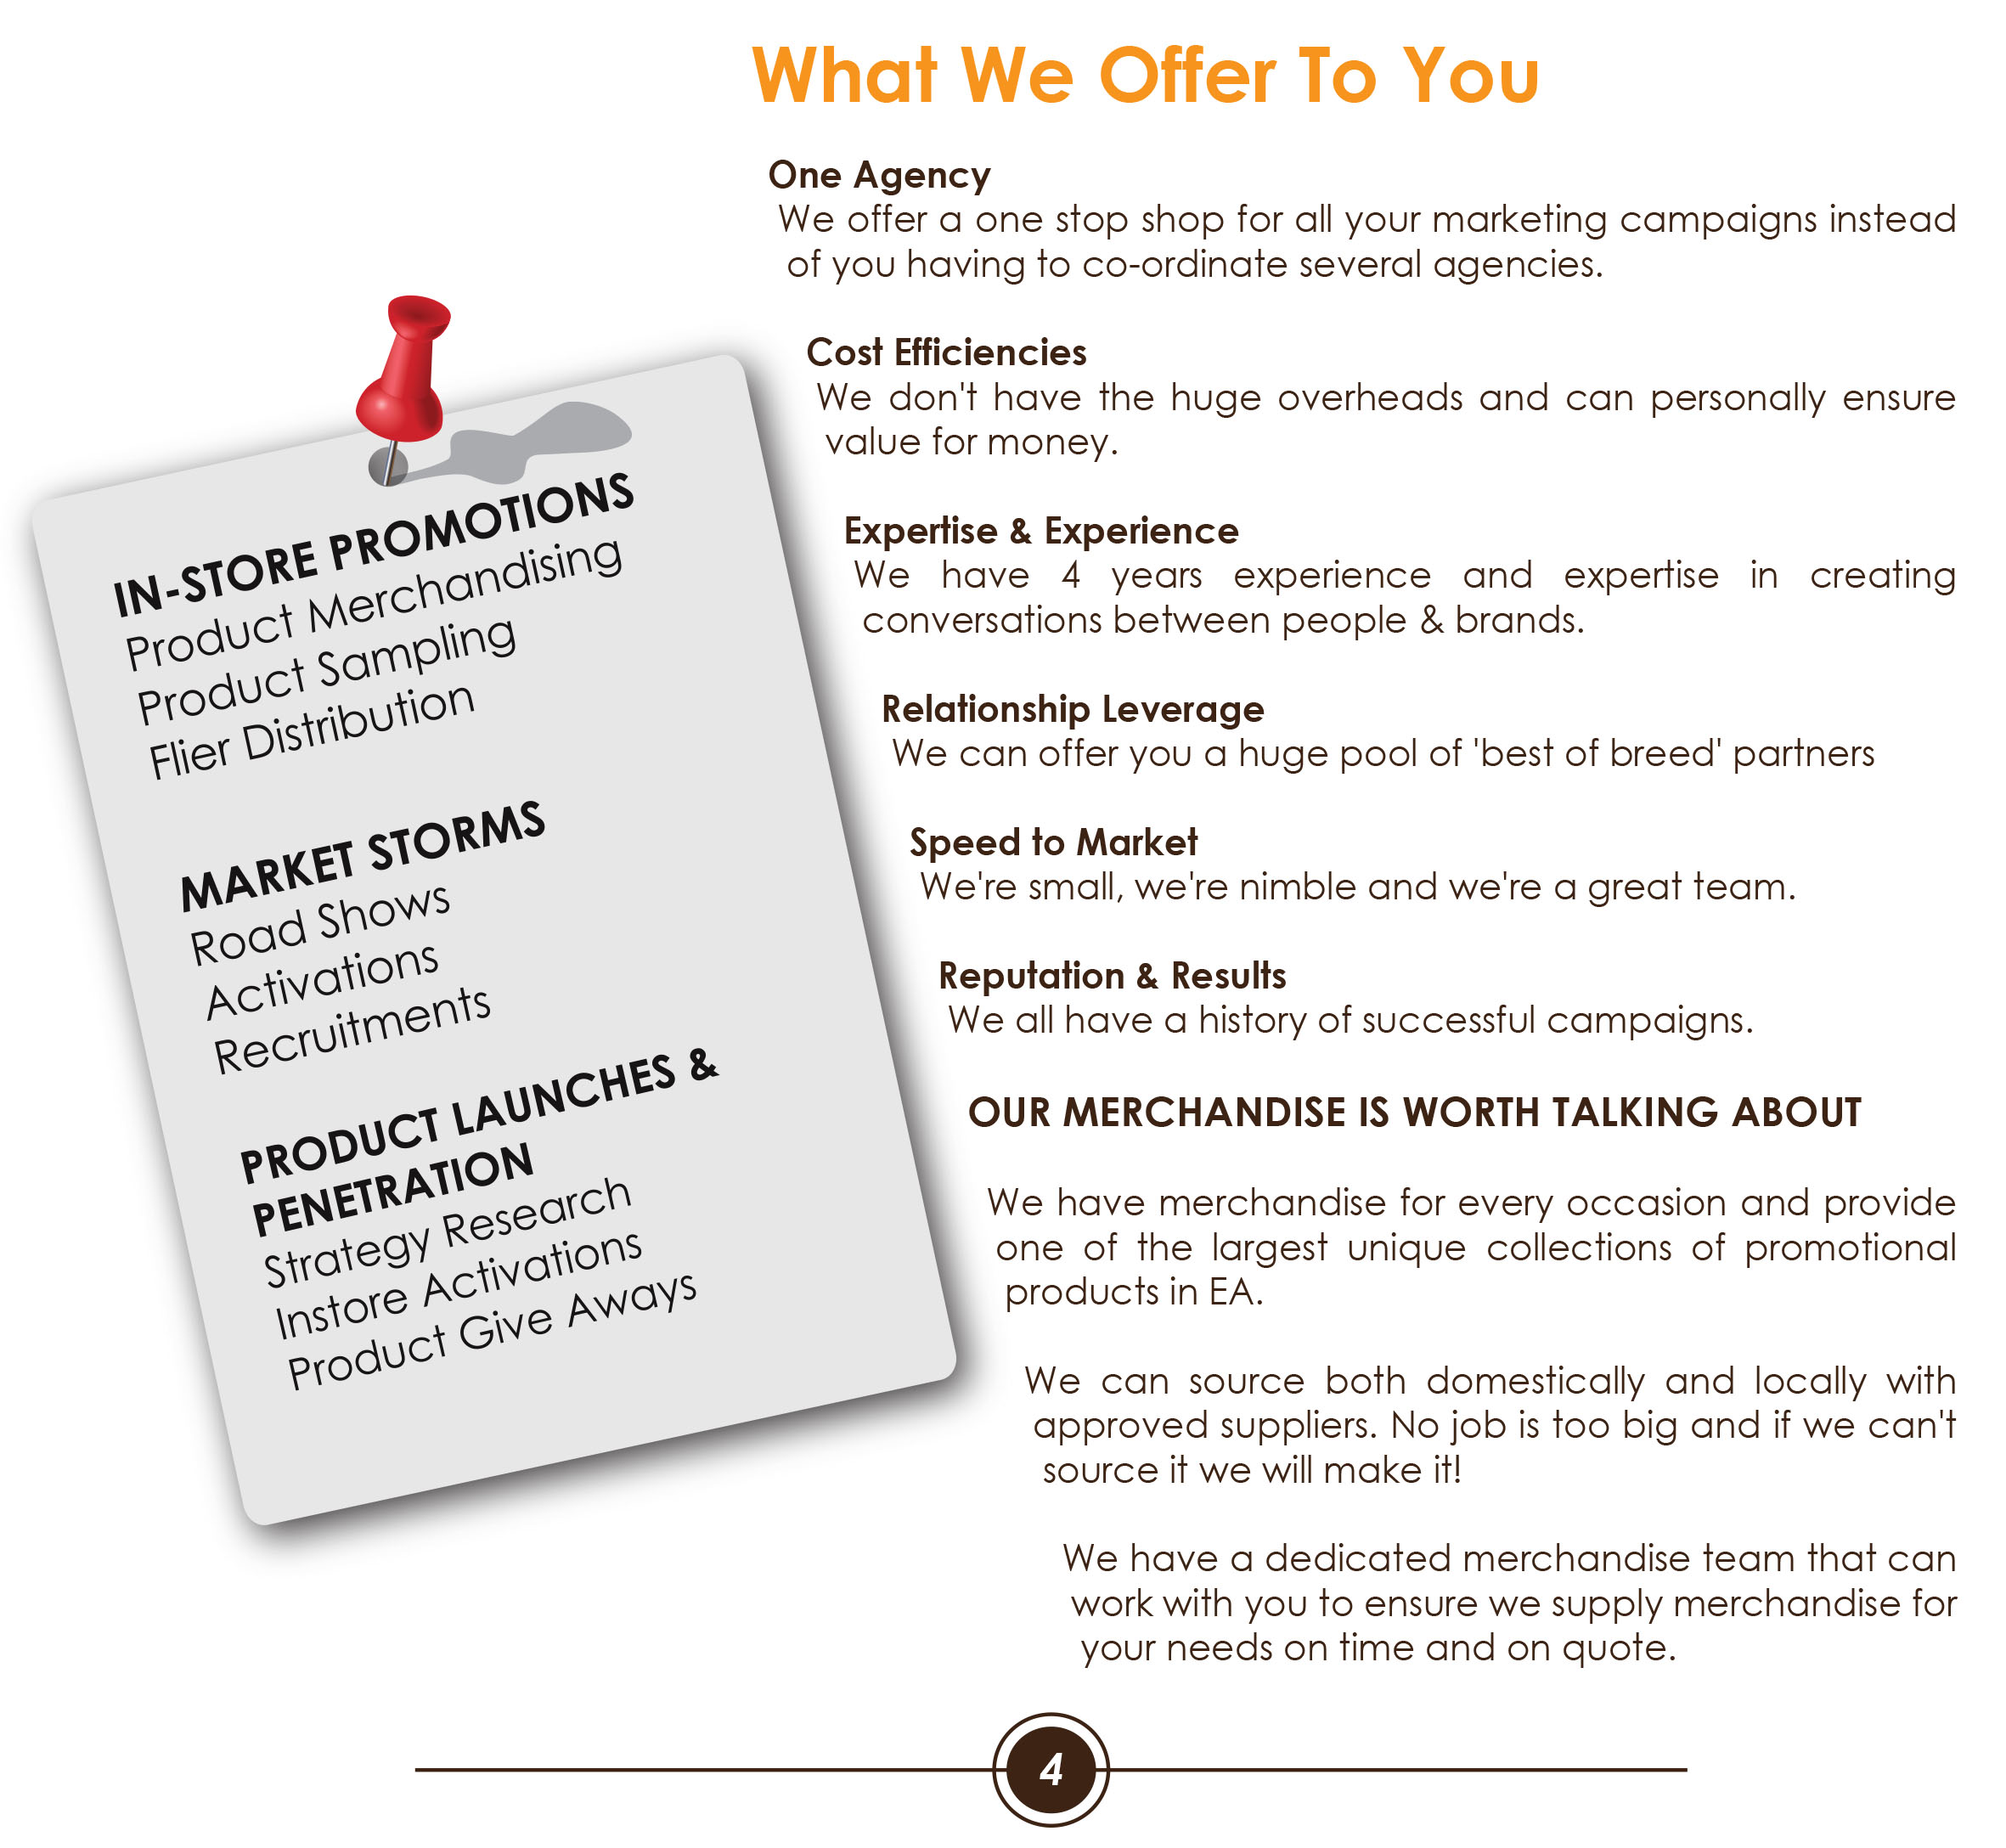 What We Offer To You
One Agency
We offer a one stop shop for all your marketing campaigns instead
of you having to co-ordinate several agencies.
Cost Efficiencies
We don't have the huge overheads and can personally ensure
value for money.
Expertise & Experience
We have 4 years experience and expertise in creating
conversations between people & brands.
Relationship Leverage
We can offer you a huge pool of 'best of breed' partners
Speed to Market
We're small, we're nimble and we're a great team.
Reputation & Results
We all have a history of successful campaigns.
OUR MERCHANDISE IS WORTH TALKING ABOUT
We have merchandise for every occasion and provide
one of the largest unique collections of promotional
products in EA.
We can source both domestically and locally with
approved suppliers. No job is too big and if we can't
source it we will make it!
We have a dedicated merchandise team that can
work with you to ensure we supply merchandise for
your needs on time and on quote.
IN-STORE PROMOTIONS
Product Merchandising
Product Sampling
Flier Distribution
MARKET STORMS
Road Shows
Activations
Recruitments
PRODUCT LAUNCHES &
PENETRATION
Strategy Research
Instore Activations
Product Give Aways
4